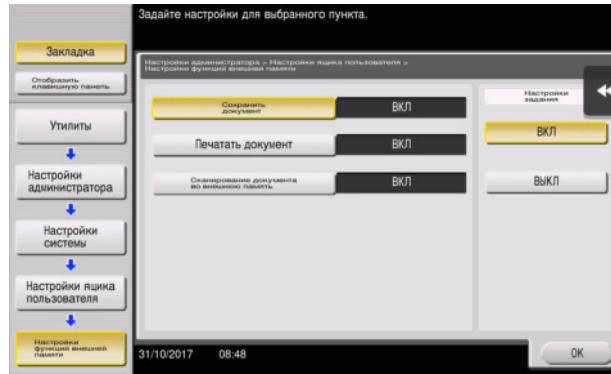 Задайте настройки для выбранного пункта.
Закладка
Отобразить
клавишную панель
Утилиты
Настройки
администратора
Настройки
системы
Настройки ящика
пользователя
Настройки
функций внешней
памяти
Настройки администратора > Настройки ящика пользователя >
Настройки функций внешней памяти
Сохранить
документ
ВКЛ
Печатать документ
ВКЛ
Сканирование документа
во внешнюю память
ВКЛ
Настройки
задания
ВКЛ
ВЫКЛ
31/10/2017 08:48
OK